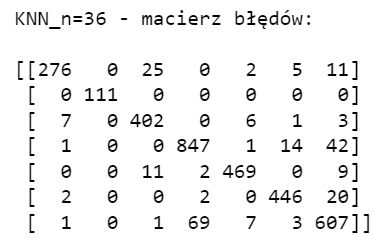 KNN_n=36 - macierz błędów:
[[276 0 25 0 2 5 11]
[ 0 111 0 0 0 0 0]
[ 7 0 402 0 6 1 3]
[ 1 0 0 847 1 14 42]
[ 0 0 11 2 469 0 9]
[ 2 0 0 2 0 446 20]
[ 1 0 1 69 7 3 607]]